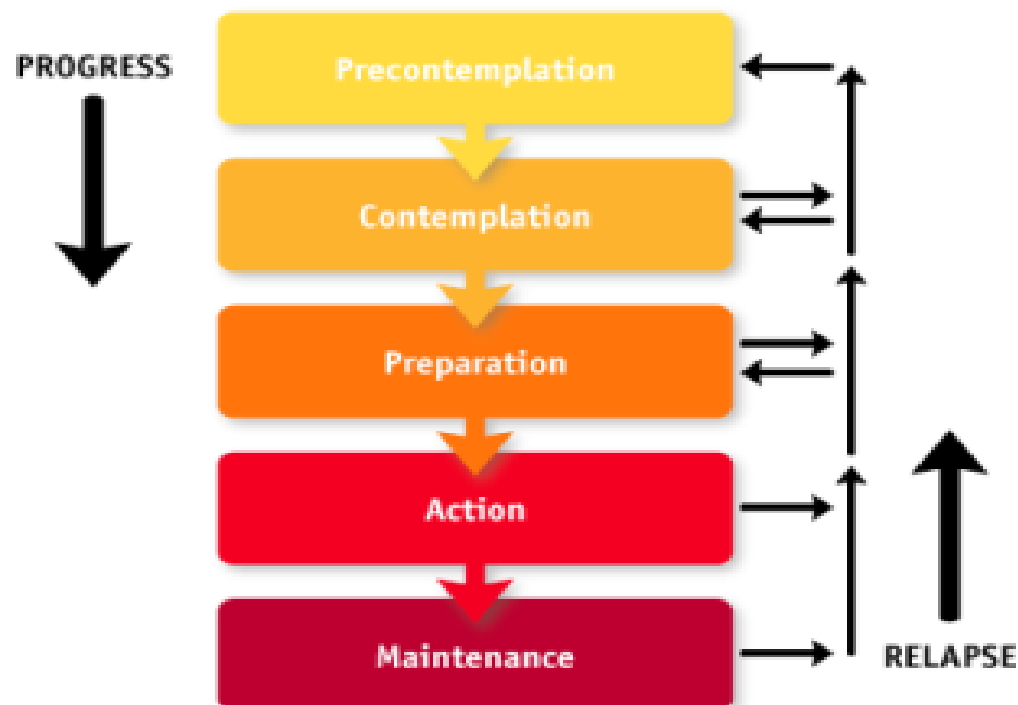 PROGRESS
Precontemplation
Contemplation
Preparation
Action
Maintenance
RELAPSE